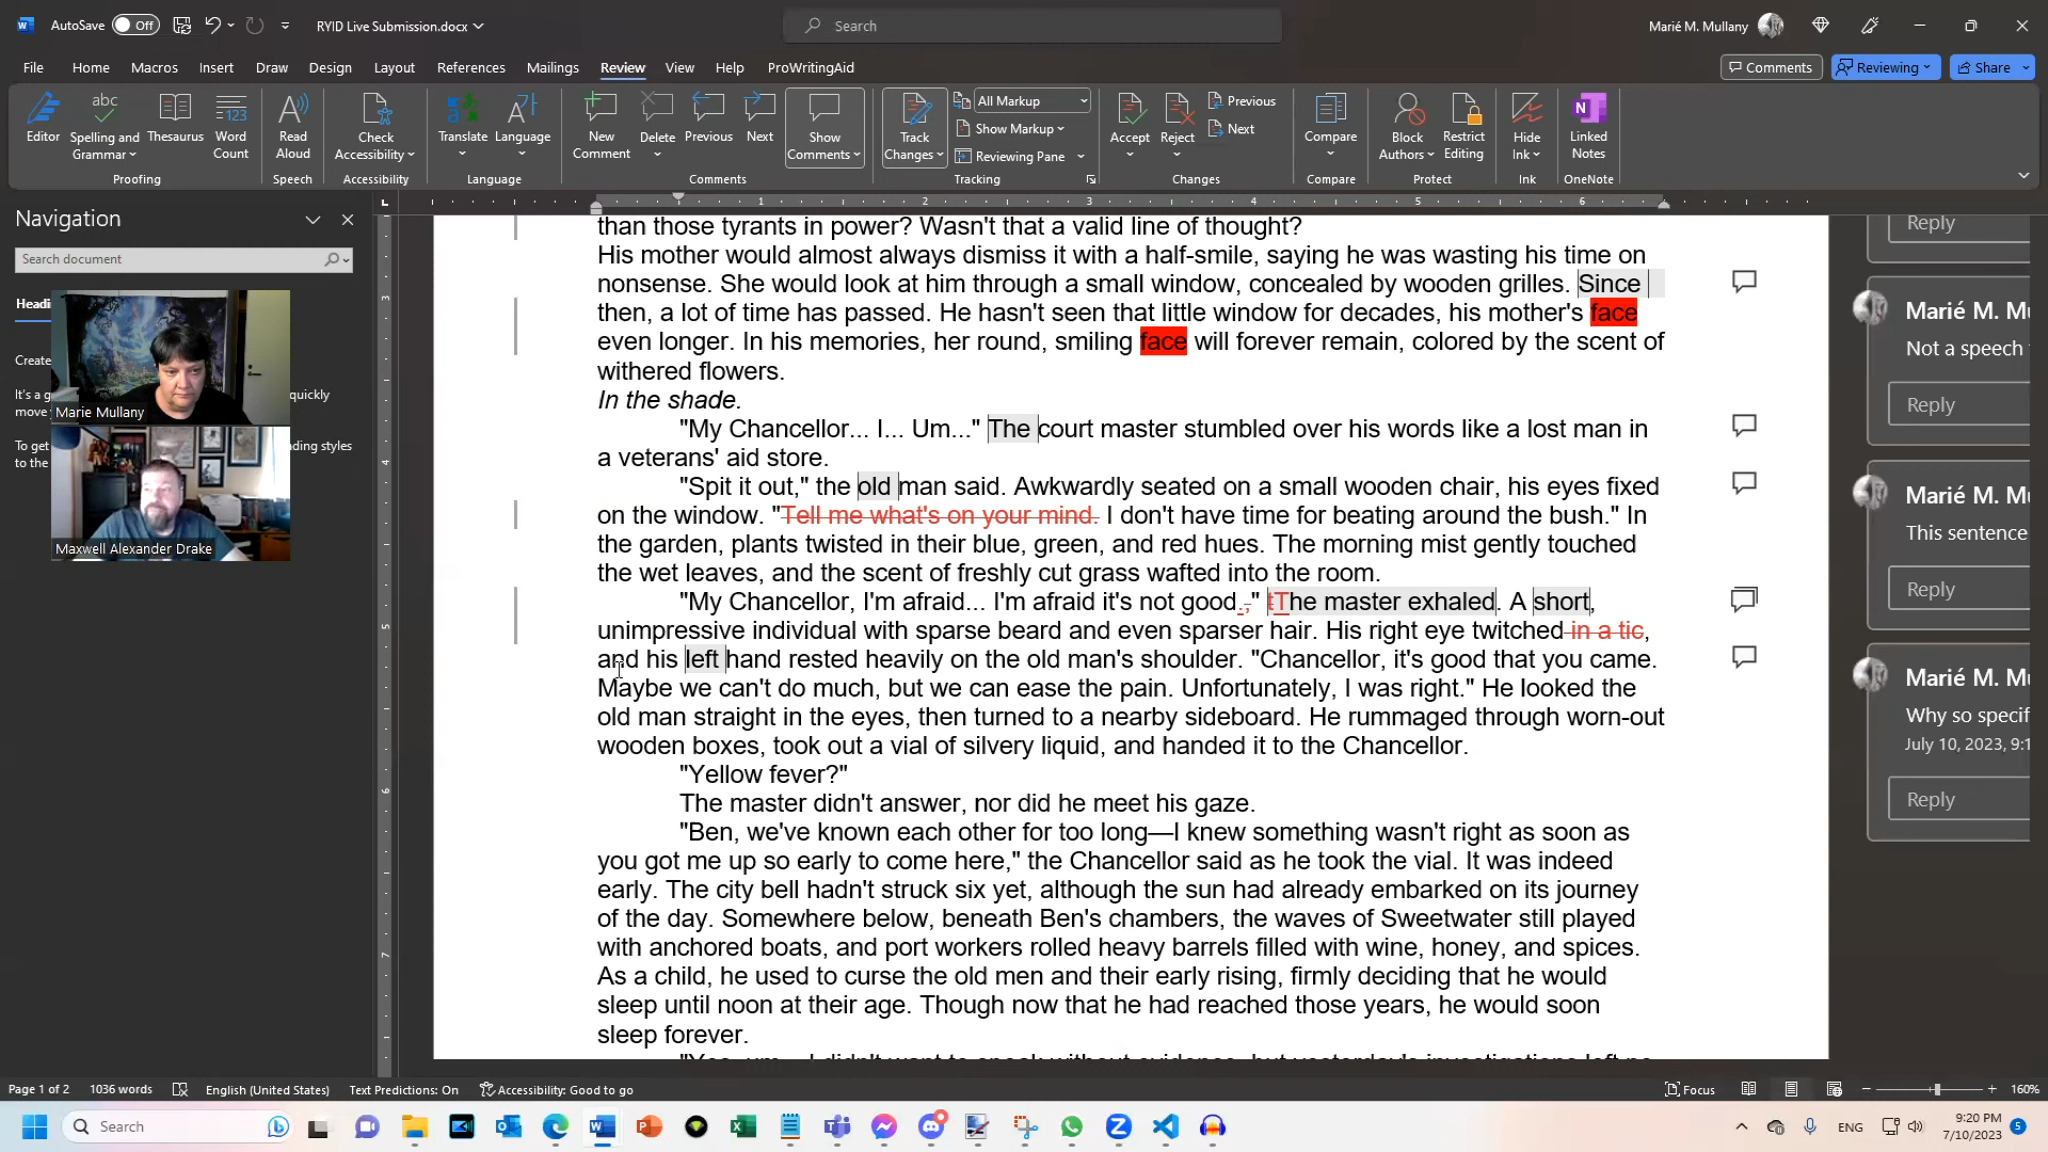 AutoSave Off RYID Live Submission.docx Search Marié M. Mullany
File Home Macros Insert Draw Design Layout References Mailings Review View Help ProWritingAid Comments Reviewing Share
Editor Spelling and Grammar Thesaurus Word Count Read Aloud Check Accessibility Translate Language New Comment Delete Previous Next Show Comments Track Changes All Markup Show Markup Reviewing Pane Accept Reject Previous Next Compare Block Authors Restrict Editing Hide Ink Linked Notes
Proofing Speech Accessibility Language Comments Tracking Changes Compare Protect Ink OneNote
Navigation
Search document
Headi
Create
It's a g quickly
move y
To get ding styles
to the
Marie Mullany
Maxwell Alexander Drake
1 2 3 4 5 6
3
4
5
6
7
than those tyrants in power? Wasn't that a valid line of thought?
His mother would almost always dismiss it with a half-smile, saying he was wasting his time on
nonsense. She would look at him through a small window, concealed by wooden grilles. Since
then, a lot of time has passed. He hasn't seen that little window for decades, his mother's face
even longer. In his memories, her round, smiling face will forever remain, colored by the scent of
withered flowers.
In the shade.
"My Chancellor... I... Um..." The court master stumbled over his words like a lost man in
a veterans' aid store.
"Spit it out," the old man said. Awkwardly seated on a small wooden chair, his eyes fixed
on the window. "Tell me what's on your mind. I don't have time for beating around the bush." In
the garden, plants twisted in their blue, green, and red hues. The morning mist gently touched
the wet leaves, and the scent of freshly cut grass wafted into the room.
"My Chancellor, I'm afraid... I'm afraid it's not good.," tThe master exhaled. A short,
unimpressive individual with sparse beard and even sparser hair. His right eye twitched in a tic,
and his left hand rested heavily on the old man's shoulder. "Chancellor, it's good that you came.
Maybe we can't do much, but we can ease the pain. Unfortunately, I was right." He looked the
old man straight in the eyes, then turned to a nearby sideboard. He rummaged through worn-out
wooden boxes, took out a vial of silvery liquid, and handed it to the Chancellor.
"Yellow fever?"
The master didn't answer, nor did he meet his gaze.
"Ben, we've known each other for too long—I knew something wasn't right as soon as
you got me up so early to come here," the Chancellor said as he took the vial. It was indeed
early. The city bell hadn't struck six yet, although the sun had already embarked on its journey
of the day. Somewhere below, beneath Ben's chambers, the waves of Sweetwater still played
with anchored boats, and port workers rolled heavy barrels filled with wine, honey, and spices.
As a child, he used to curse the old men and their early rising, firmly deciding that he would
sleep until noon at their age. Though now that he had reached those years, he would soon
sleep forever.
Reply
Marié M. Mu
Not a speech
Reply
Marié M. Mu
This sentence
Reply
Marié M. Mu
Why so specif
July 10, 2023, 9:1
Reply
Page 1 of 2 1036 words English (United States) Text Predictions: On Accessibility: Good to go Focus 160%
Search ENG 9:20 PM 5
7/10/2023